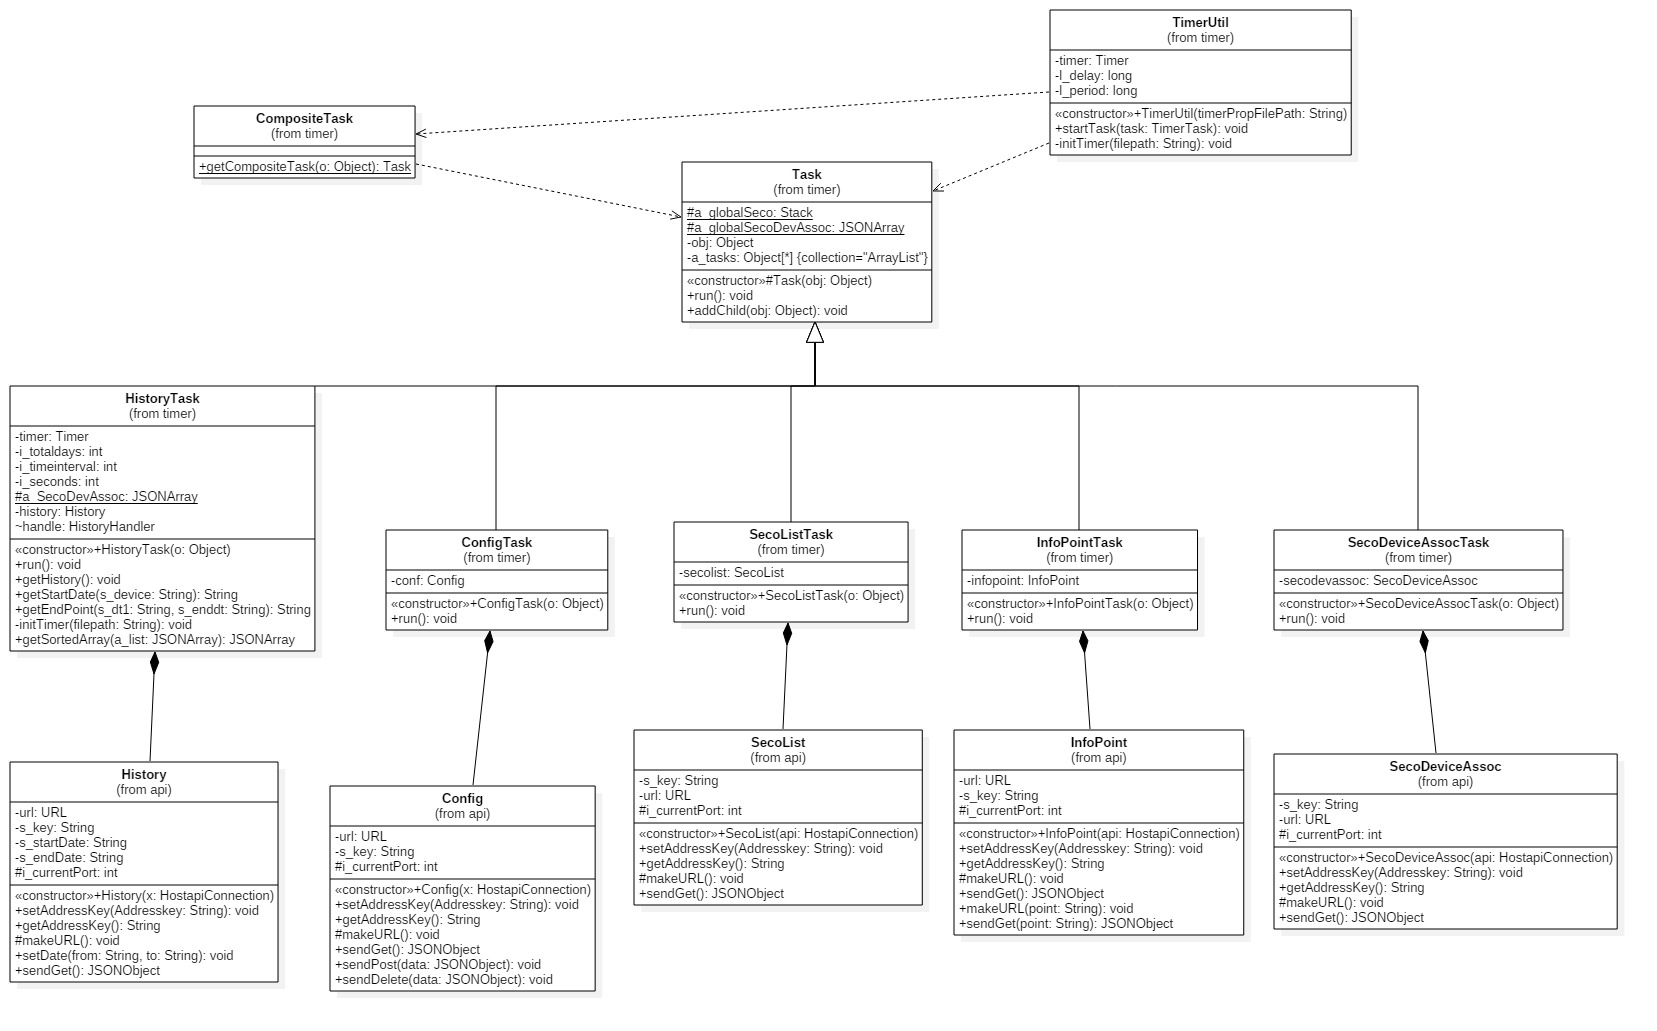 TimerUtil
(from timer)
-timer: Timer
-l_delay: long
-l_period: long
«constructor»+TimerUtil(timerPropFilePath: String)
+startTask(task: TimerTask): void
-initTimer(filepath: String): void
CompositeTask
(from timer)
+getCompositeTask(o: Object): Task
Task
(from timer)
#a_globalSeco: Stack
#a_globalSecoDevAssoc: JSONArray
-obj: Object
-a_tasks: Object[*] {collection="ArrayList"}
«constructor»#Task(obj: Object)
+run(): void
+addChild(obj: Object): void
HistoryTask
(from timer)
-timer: Timer
-i_totaldays: int
-i_timeinterval: int
-i_seconds: int
#a_SecoDevAssoc: JSONArray
-history: History
~handle: HistoryHandler
«constructor»+HistoryTask(o: Object)
+run(): void
+getHistory(): void
+getStartDate(s_device: String): String
+getEndPoint(s_dt1: String, s_enddt: String): String
-initTimer(filepath: String): void
+getSortedArray(a_list: JSONArray): JSONArray
ConfigTask
(from timer)
-conf: Config
«constructor»+ConfigTask(o: Object)
+run(): void
SecoListTask
(from timer)
-secolist: SecoList
«constructor»+SecoListTask(o: Object)
+run(): void
InfoPointTask
(from timer)
-infopoint: InfoPoint
«constructor»+InfoPointTask(o: Object)
+run(): void
SecoDeviceAssocTask
(from timer)
-secodevassoc: SecoDeviceAssoc
«constructor»+SecoDeviceAssocTask(o: Object)
+run(): void
History
(from api)
-url: URL
-s_key: String
-s_startDate: String
-s_endDate: String
#i_currentPort: int
«constructor»+History(x: HostapiConnection)
+setAddressKey(Addresskey: String): void
+getAddressKey(): String
#makeURL(): void
+setDate(from: String, to: String): void
+sendGet(): JSONObject
Config
(from api)
-url: URL
-s_key: String
#i_currentPort: int
«constructor»+Config(x: HostapiConnection)
+setAddressKey(Addresskey: String): void
+getAddressKey(): String
#makeURL(): void
+sendGet(): JSONObject
+sendPost(data: JSONObject): void
+sendDelete(data: JSONObject): void
SecoList
(from api)
-s_key: String
-url: URL
#i_currentPort: int
«constructor»+SecoList(api: HostapiConnection)
+setAddressKey(Addresskey: String): void
+getAddressKey(): String
#makeURL(): void
+sendGet(): JSONObject
InfoPoint
(from api)
-url: URL
-s_key: String
#i_currentPort: int
«constructor»+InfoPoint(api: HostapiConnection)
+setAddressKey(Addresskey: String): void
+getAddressKey(): String
#makeURL(): void
+sendGet(): JSONObject
+makeURL(point: String): void
+sendGet(point: String): JSONObject
SecoDeviceAssoc
(from api)
-s_key: String
-url: URL
#i_currentPort: int
«constructor»+SecoDeviceAssoc(api: HostapiConnection)
+setAddressKey(Addresskey: String): void
+getAddressKey(): String
#makeURL(): void
+sendGet(): JSONObject